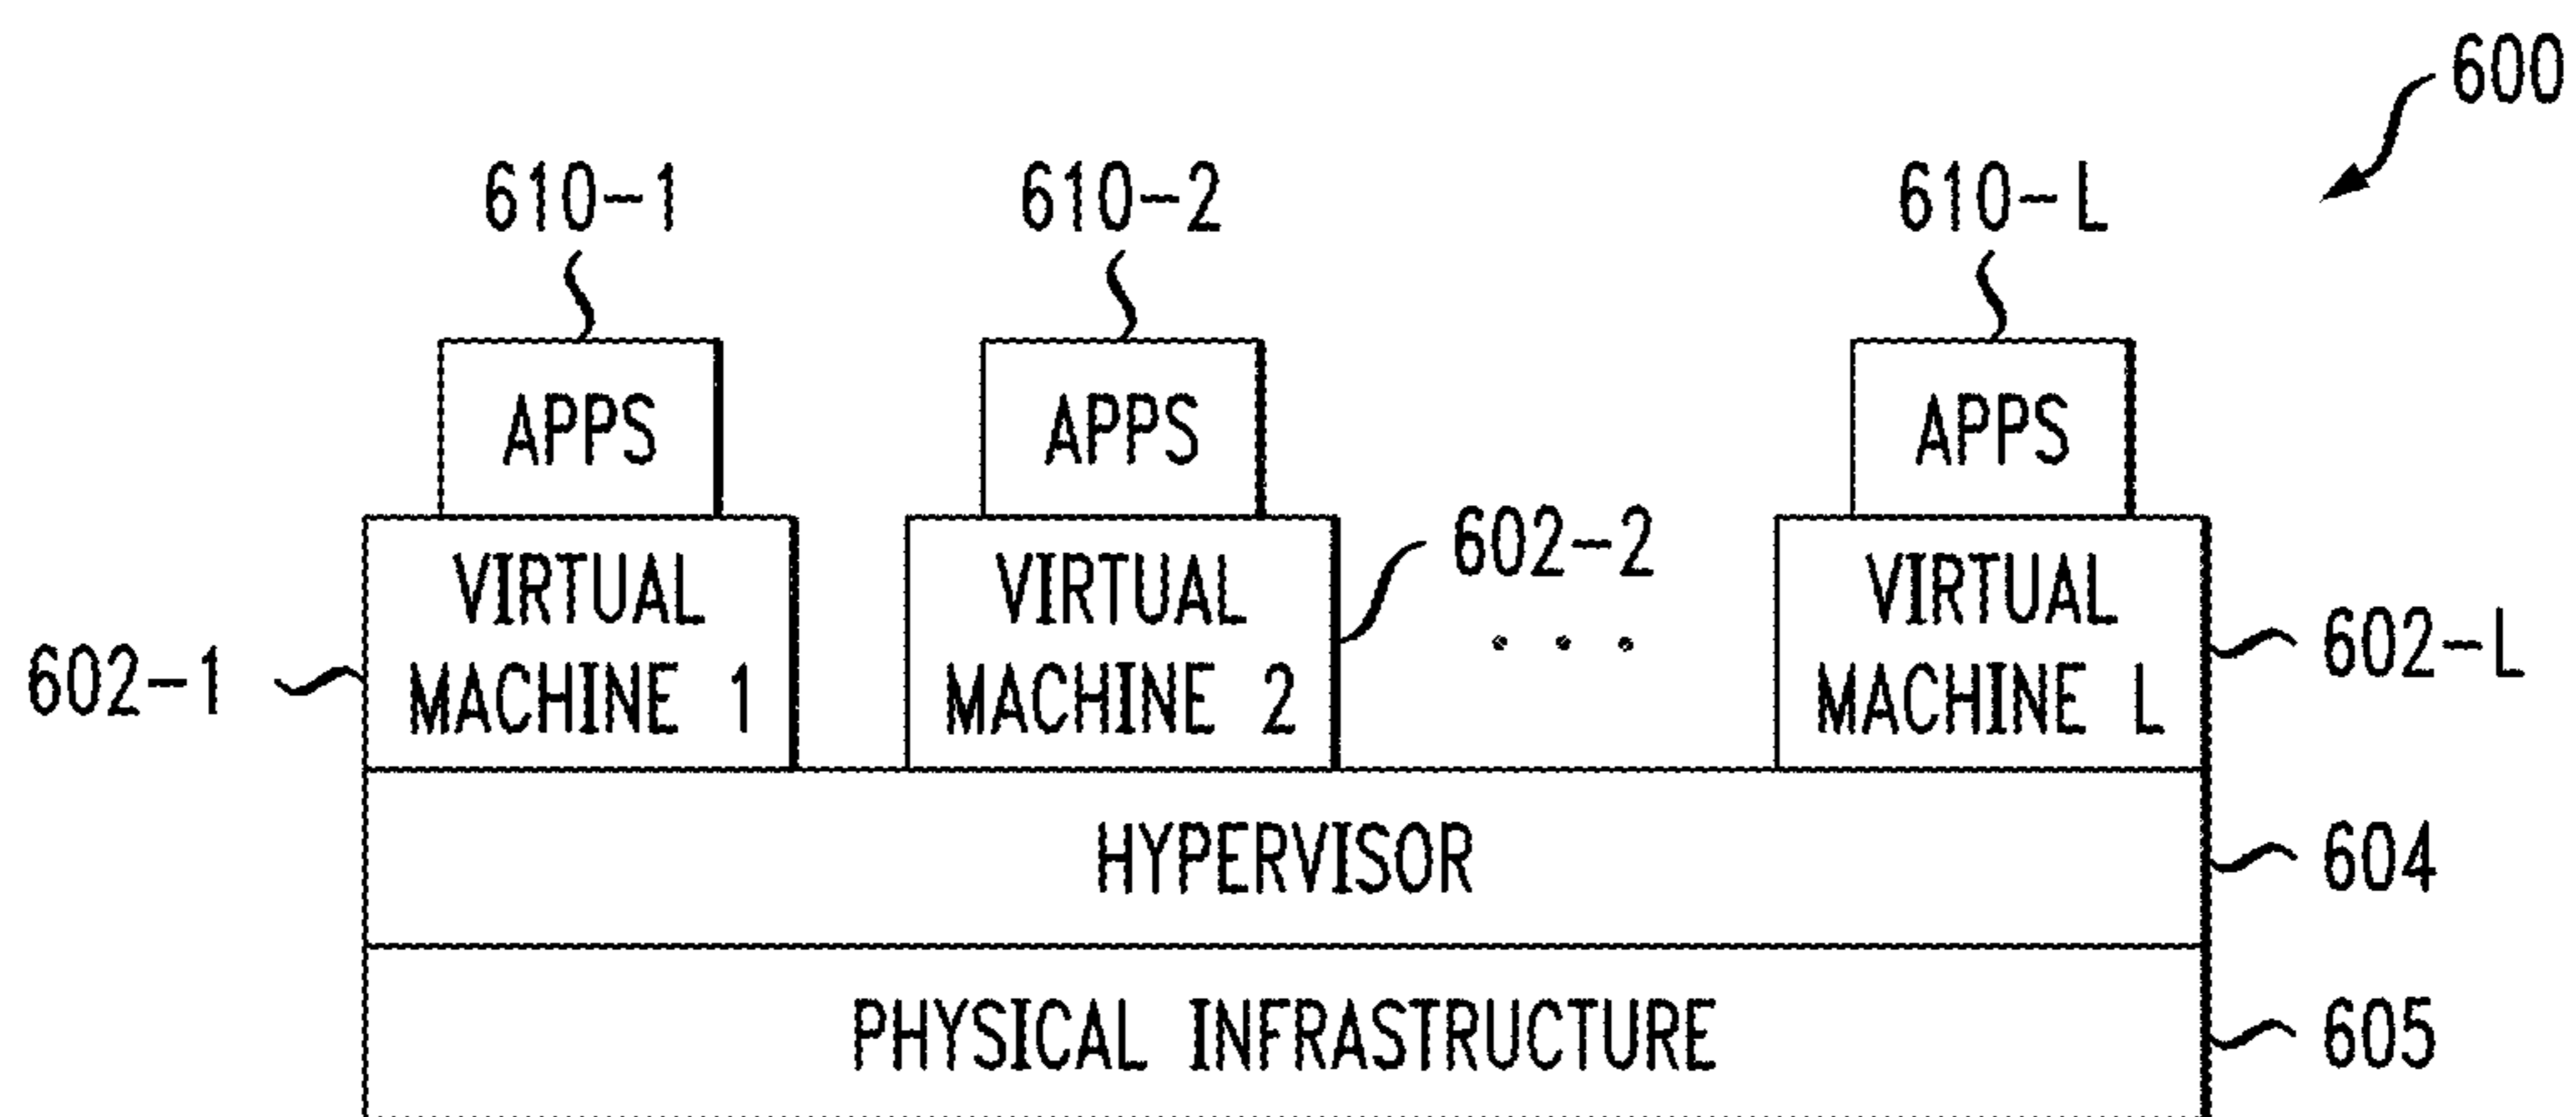 600
610-1
610-2
610-L
APPS
APPS
APPS
602-1
VIRTUAL
MACHINE 1
VIRTUAL
MACHINE 2
602-2
. . .
VIRTUAL
MACHINE L
602-L
HYPERVISOR
604
PHYSICAL INFRASTRUCTURE
605